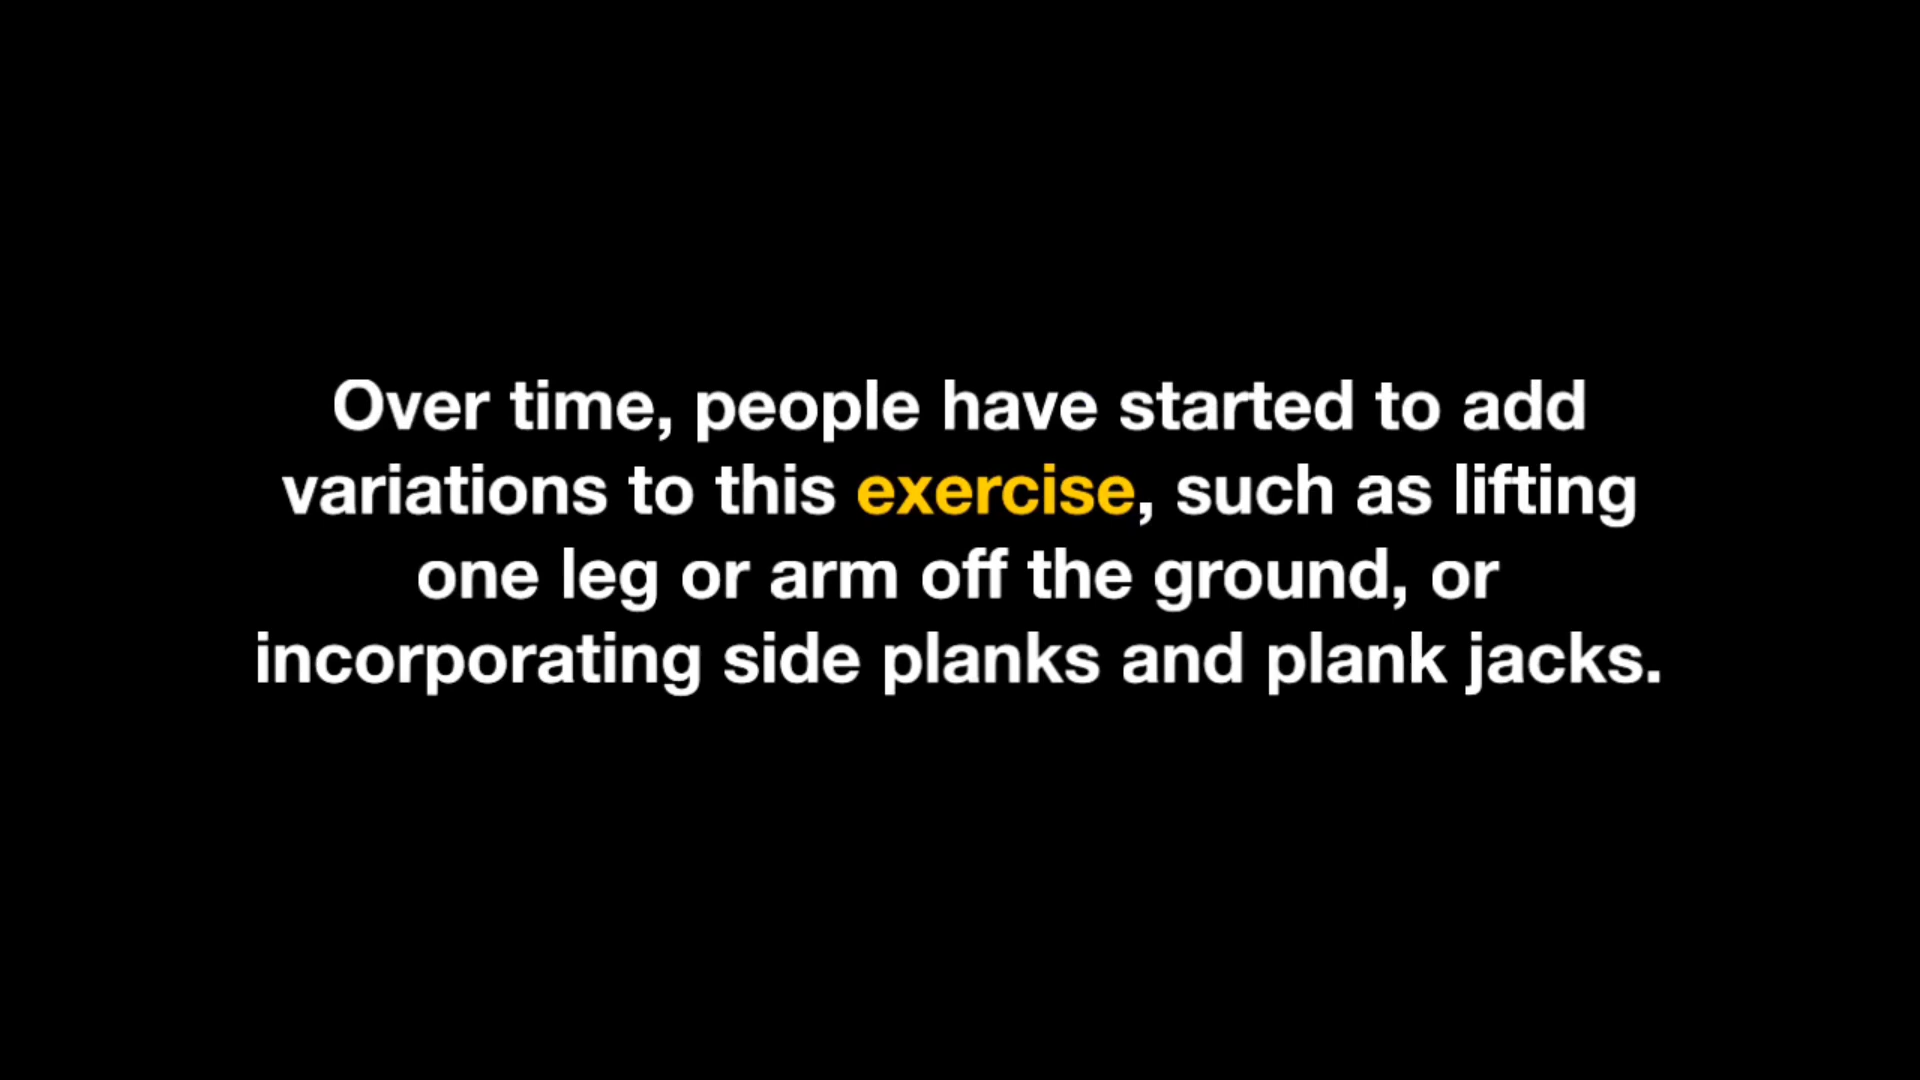 Over time, people have started to add
variations to this exercise, such as lifting
one leg or arm off the ground, or
incorporating side planks and plank jacks.